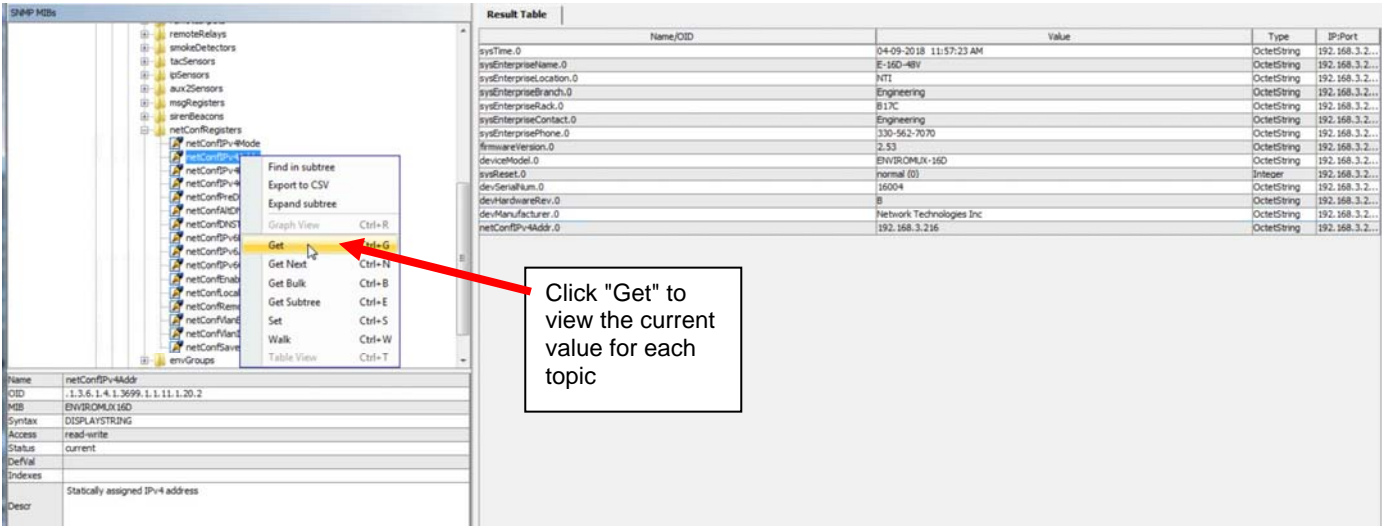 SNMP MIBs
remoteRelays
smokeDetectors
tacSensors
ipSensors
aux2Sensors
msgRegisters
sirenBeacons
netConfRegisters
netConfIPv4Mode
netConfIPv4
netConfIPv4
netConfIPv4
netConfPreD
netConfAltD
netConfDNST
netConfIPv6
netConfIPv6
netConfIPv6
netConfEnab
netConfLocal
netConfRem
netConfVlanE
netConfVlanI
netConfSave
envGroups
Find in subtree
Export to CSV
Expand subtree
Graph View Ctrl+R
Get Ctrl+G
Get Next Ctrl+N
Get Bulk Ctrl+B
Get Subtree Ctrl+E
Set Ctrl+S
Walk Ctrl+W
Table View Ctrl+T
Name netConfIPv4Addr
OID .1.3.6.1.4.1.3699.1.1.11.1.20.2
MIB ENVIROMUX16D
Syntax DISPLAYSTRING
Access read-write
Status current
DefVal
Indexes
Descr Statically assigned IPv4 address
Result Table
Name/OID Value Type IP:Port
sysTime.0 04-09-2018 11:57:23 AM OctetString 192.168.3.2...
sysEnterpriseName.0 E-16D-48V OctetString 192.168.3.2...
sysEnterpriseLocation.0 NTI OctetString 192.168.3.2...
sysEnterpriseBranch.0 Engineering OctetString 192.168.3.2...
sysEnterpriseRack.0 B17C OctetString 192.168.3.2...
sysEnterpriseContact.0 Engineering OctetString 192.168.3.2...
sysEnterprisePhone.0 330-562-7070 OctetString 192.168.3.2...
firmwareVersion.0 2.53 OctetString 192.168.3.2...
deviceModel.0 ENVIROMUX-16D OctetString 192.168.3.2...
sysReset.0 normal (0) Integer 192.168.3.2...
devSerialNum.0 16004 OctetString 192.168.3.2...
devHardwareRev.0 B OctetString 192.168.3.2...
devManufacturer.0 Network Technologies Inc OctetString 192.168.3.2...
netConfIPv4Addr.0 192.168.3.216 OctetString 192.168.3.2...
Click "Get" to
view the current
value for each
topic